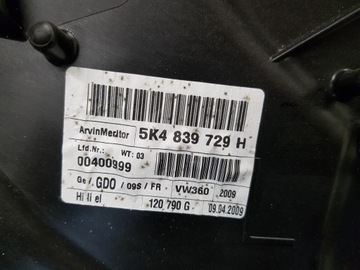 ArvinMeritor 5K4 839 729 H
Lfd.Nr.: WT: 03
00400999
GDO / 09S / FR VW360 2009
120 790 G 09.04.2009